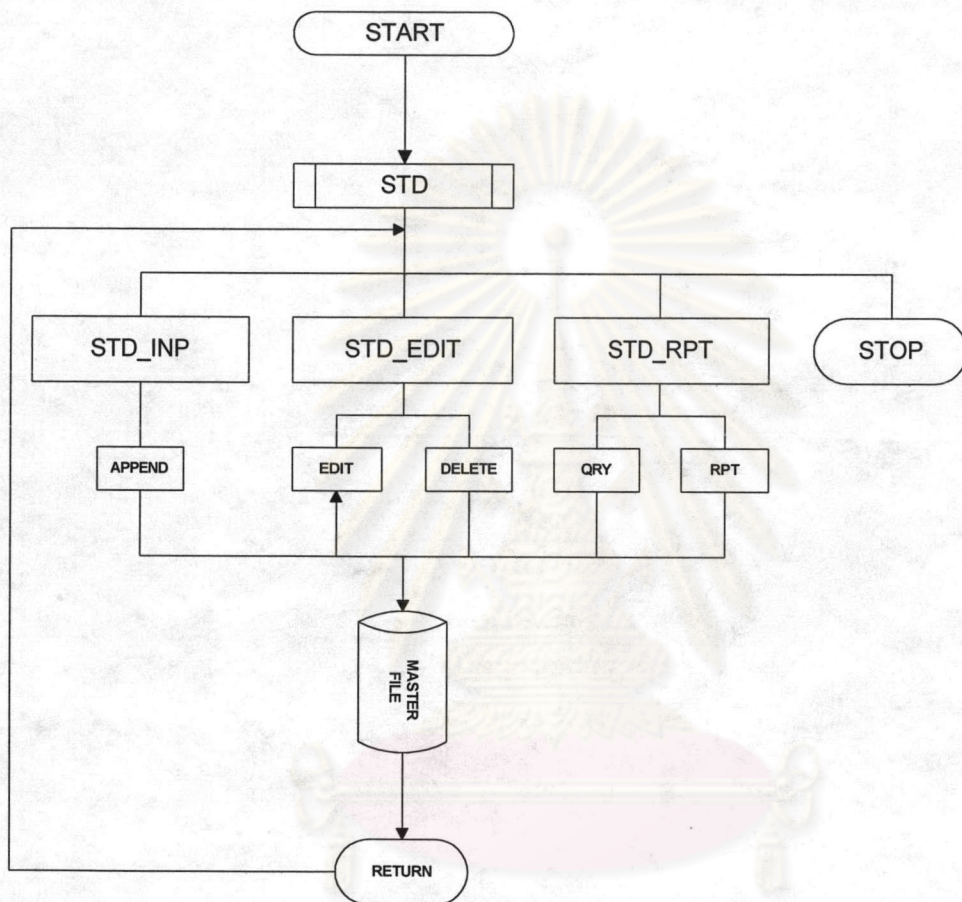 START
STD
STD_INP
STD_EDIT
STD_RPT
STOP
APPEND
EDIT
DELETE
QRY
RPT
MASTER
FILE
RETURN